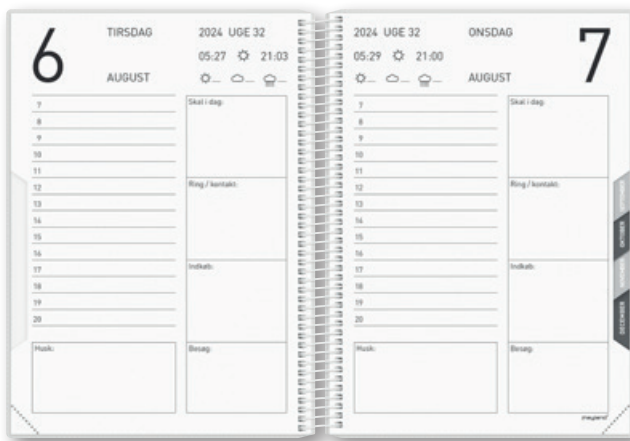 6
TIRSDAG
2024 UGE 32
05:27 21:03
AUGUST
7
8
9
10
11
12
13
14
15
16
17
18
19
20
Skal i dag:
Ring / kontakt:
Indkøb:
Husk:
Besøg:
2024 UGE 32
ONSDAG
7
05:29 21:00
AUGUST
7
8
9
10
11
12
13
14
15
16
17
18
19
20
Skal i dag:
Ring / kontakt:
Indkøb:
Husk:
Besøg:
SEPTEMBER
OKTOBER
NOVEMBER
DECEMBER
mayland